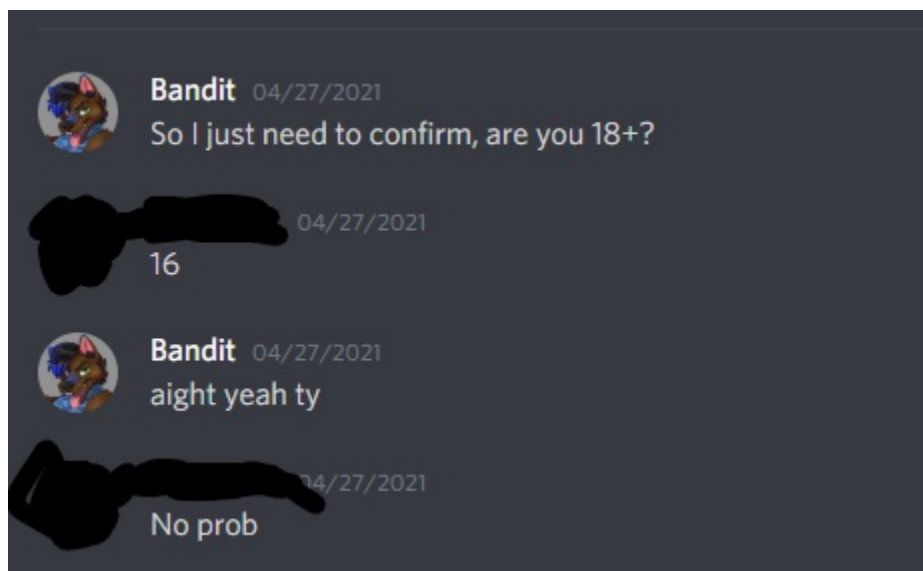 Bandit 04/27/2021
So I just need to confirm, are you 18+?
04/27/2021
16
Bandit 04/27/2021
aight yeah ty
04/27/2021
No prob